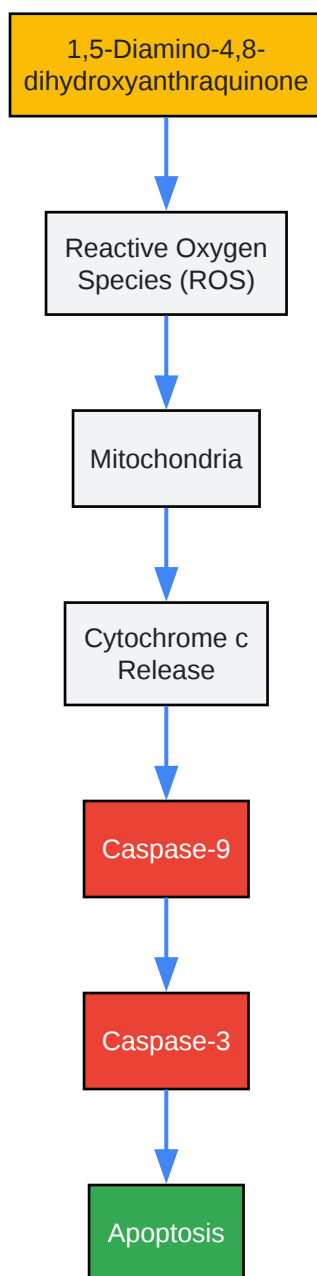 1,5-Diamino-4,8-
dihydroxyanthraquinone
Reactive Oxygen
Species (ROS)
Mitochondria
Cytochrome c
Release
Caspase-9
Caspase-3
Apoptosis